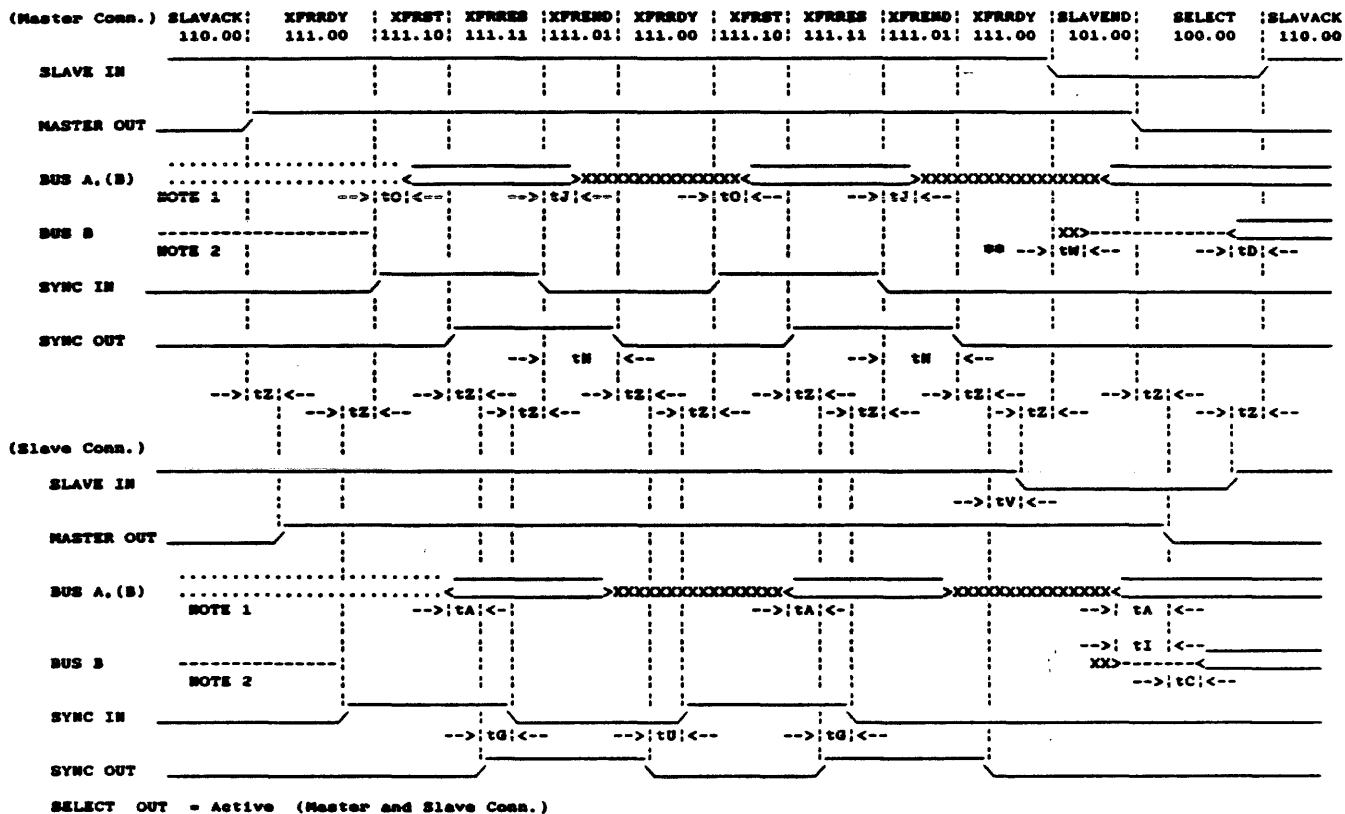 (Master Conn.) SLAVACK XFRRDY XFRST XFRRES XFREND XFRRDY XFRST XFRRES XFREND XFRRDY SLAVEND SELECT SLAVACK
110.00 111.00 111.10 111.11 111.01 111.00 111.10 111.11 111.01 111.00 101.00 100.00 110.00
SLAVE IN
MASTER OUT
BUS A,(B) XXXXXXXXXXXXXXX XXXXXXXXXXXXXXXXX
NOTE 1 -->tO<-- -->tJ<-- -->tO<-- -->tJ<--
BUS B XX>
NOTE 2 ** -->tW<-- -->tD<--
SYNC IN
SYNC OUT
-->tN<-- -->tN<--
-->tZ<-- -->tZ<-- -->tZ<-- -->tZ<-- -->tZ<--
-->tZ<-- -->tZ<-- -->tZ<-- -->tZ<-- -->tZ<-- -->tZ<--
(Slave Conn.)
SLAVE IN
-->tV<--
MASTER OUT
BUS A,(B) XXXXXXXXXXXXXXXX XXXXXXXXXXXXXXX
NOTE 1 -->tA<-- -->tA<-- -->tA<--
-->tI<--
BUS B XX>
NOTE 2 -->tC<--
SYNC IN
-->tG<-- -->tU<-- -->tG<--
SYNC OUT
SELECT OUT = Active (Master and Slave Conn.)